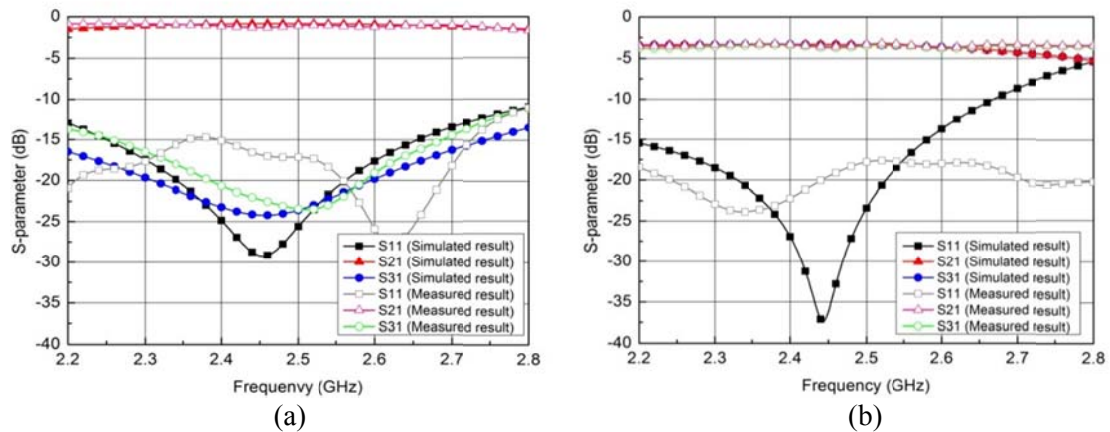 0
-5
-10
-15
-20
-25
-30
-35
-40
S-parameter (dB)
2.2 2.3 2.4 2.5 2.6 2.7 2.8
Frequenvy (GHz)
S11 (Simulated result)
S21 (Simulated result)
S31 (Simulated result)
S11 (Measured result)
S21 (Measured result)
S31 (Measured result)
(a)
0
-5
-10
-15
-20
-25
-30
-35
-40
S-parameter (dB)
2.2 2.3 2.4 2.5 2.6 2.7 2.8
Frequency (GHz)
S11 (Simulated result)
S21 (Simulated result)
S31 (Simulated result)
S11 (Measured result)
S21 (Measured result)
S31 (Measured result)
(b)